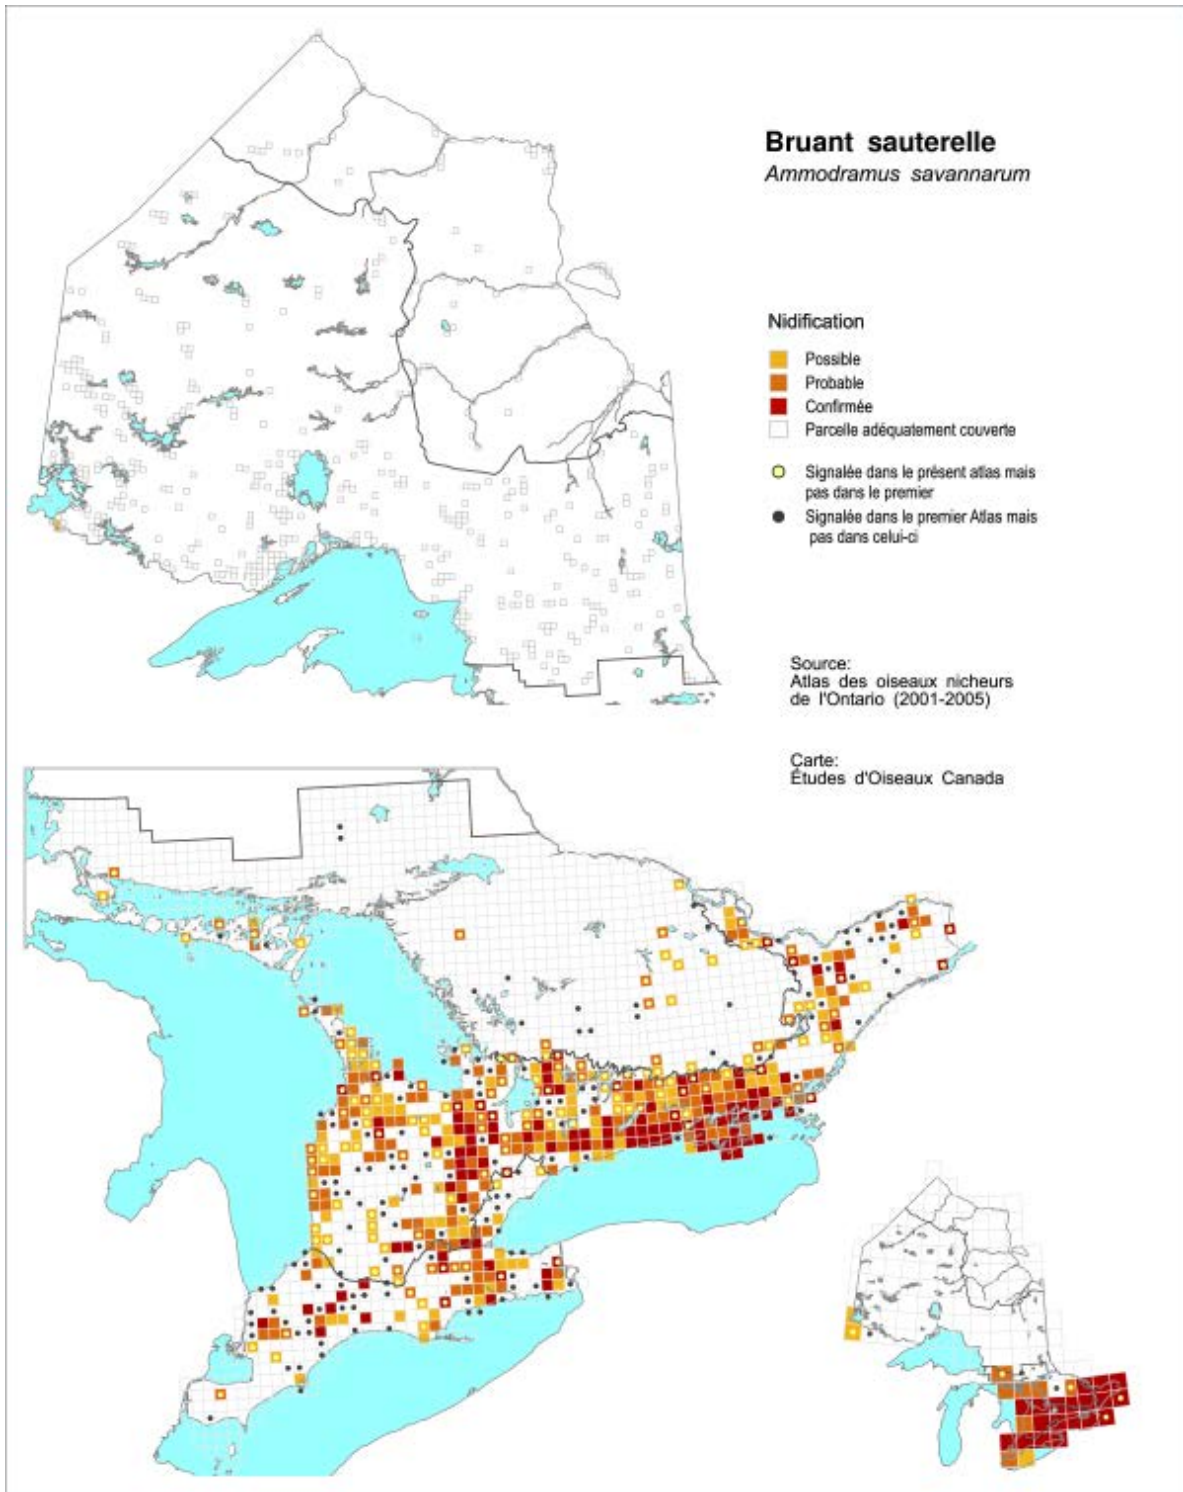 Bruant sauterelle
Ammodramus savannarum
Nidification
Possible
Probable
Confirmée
Parcelle adéquatement couverte
Signalée dans le présent atlas mais
pas dans le premier
Signalée dans le premier Atlas mais
pas dans celui-ci
Source:
Atlas des oiseaux nicheurs
de l'Ontario (2001-2005)
Carte:
Études d'Oiseaux Canada